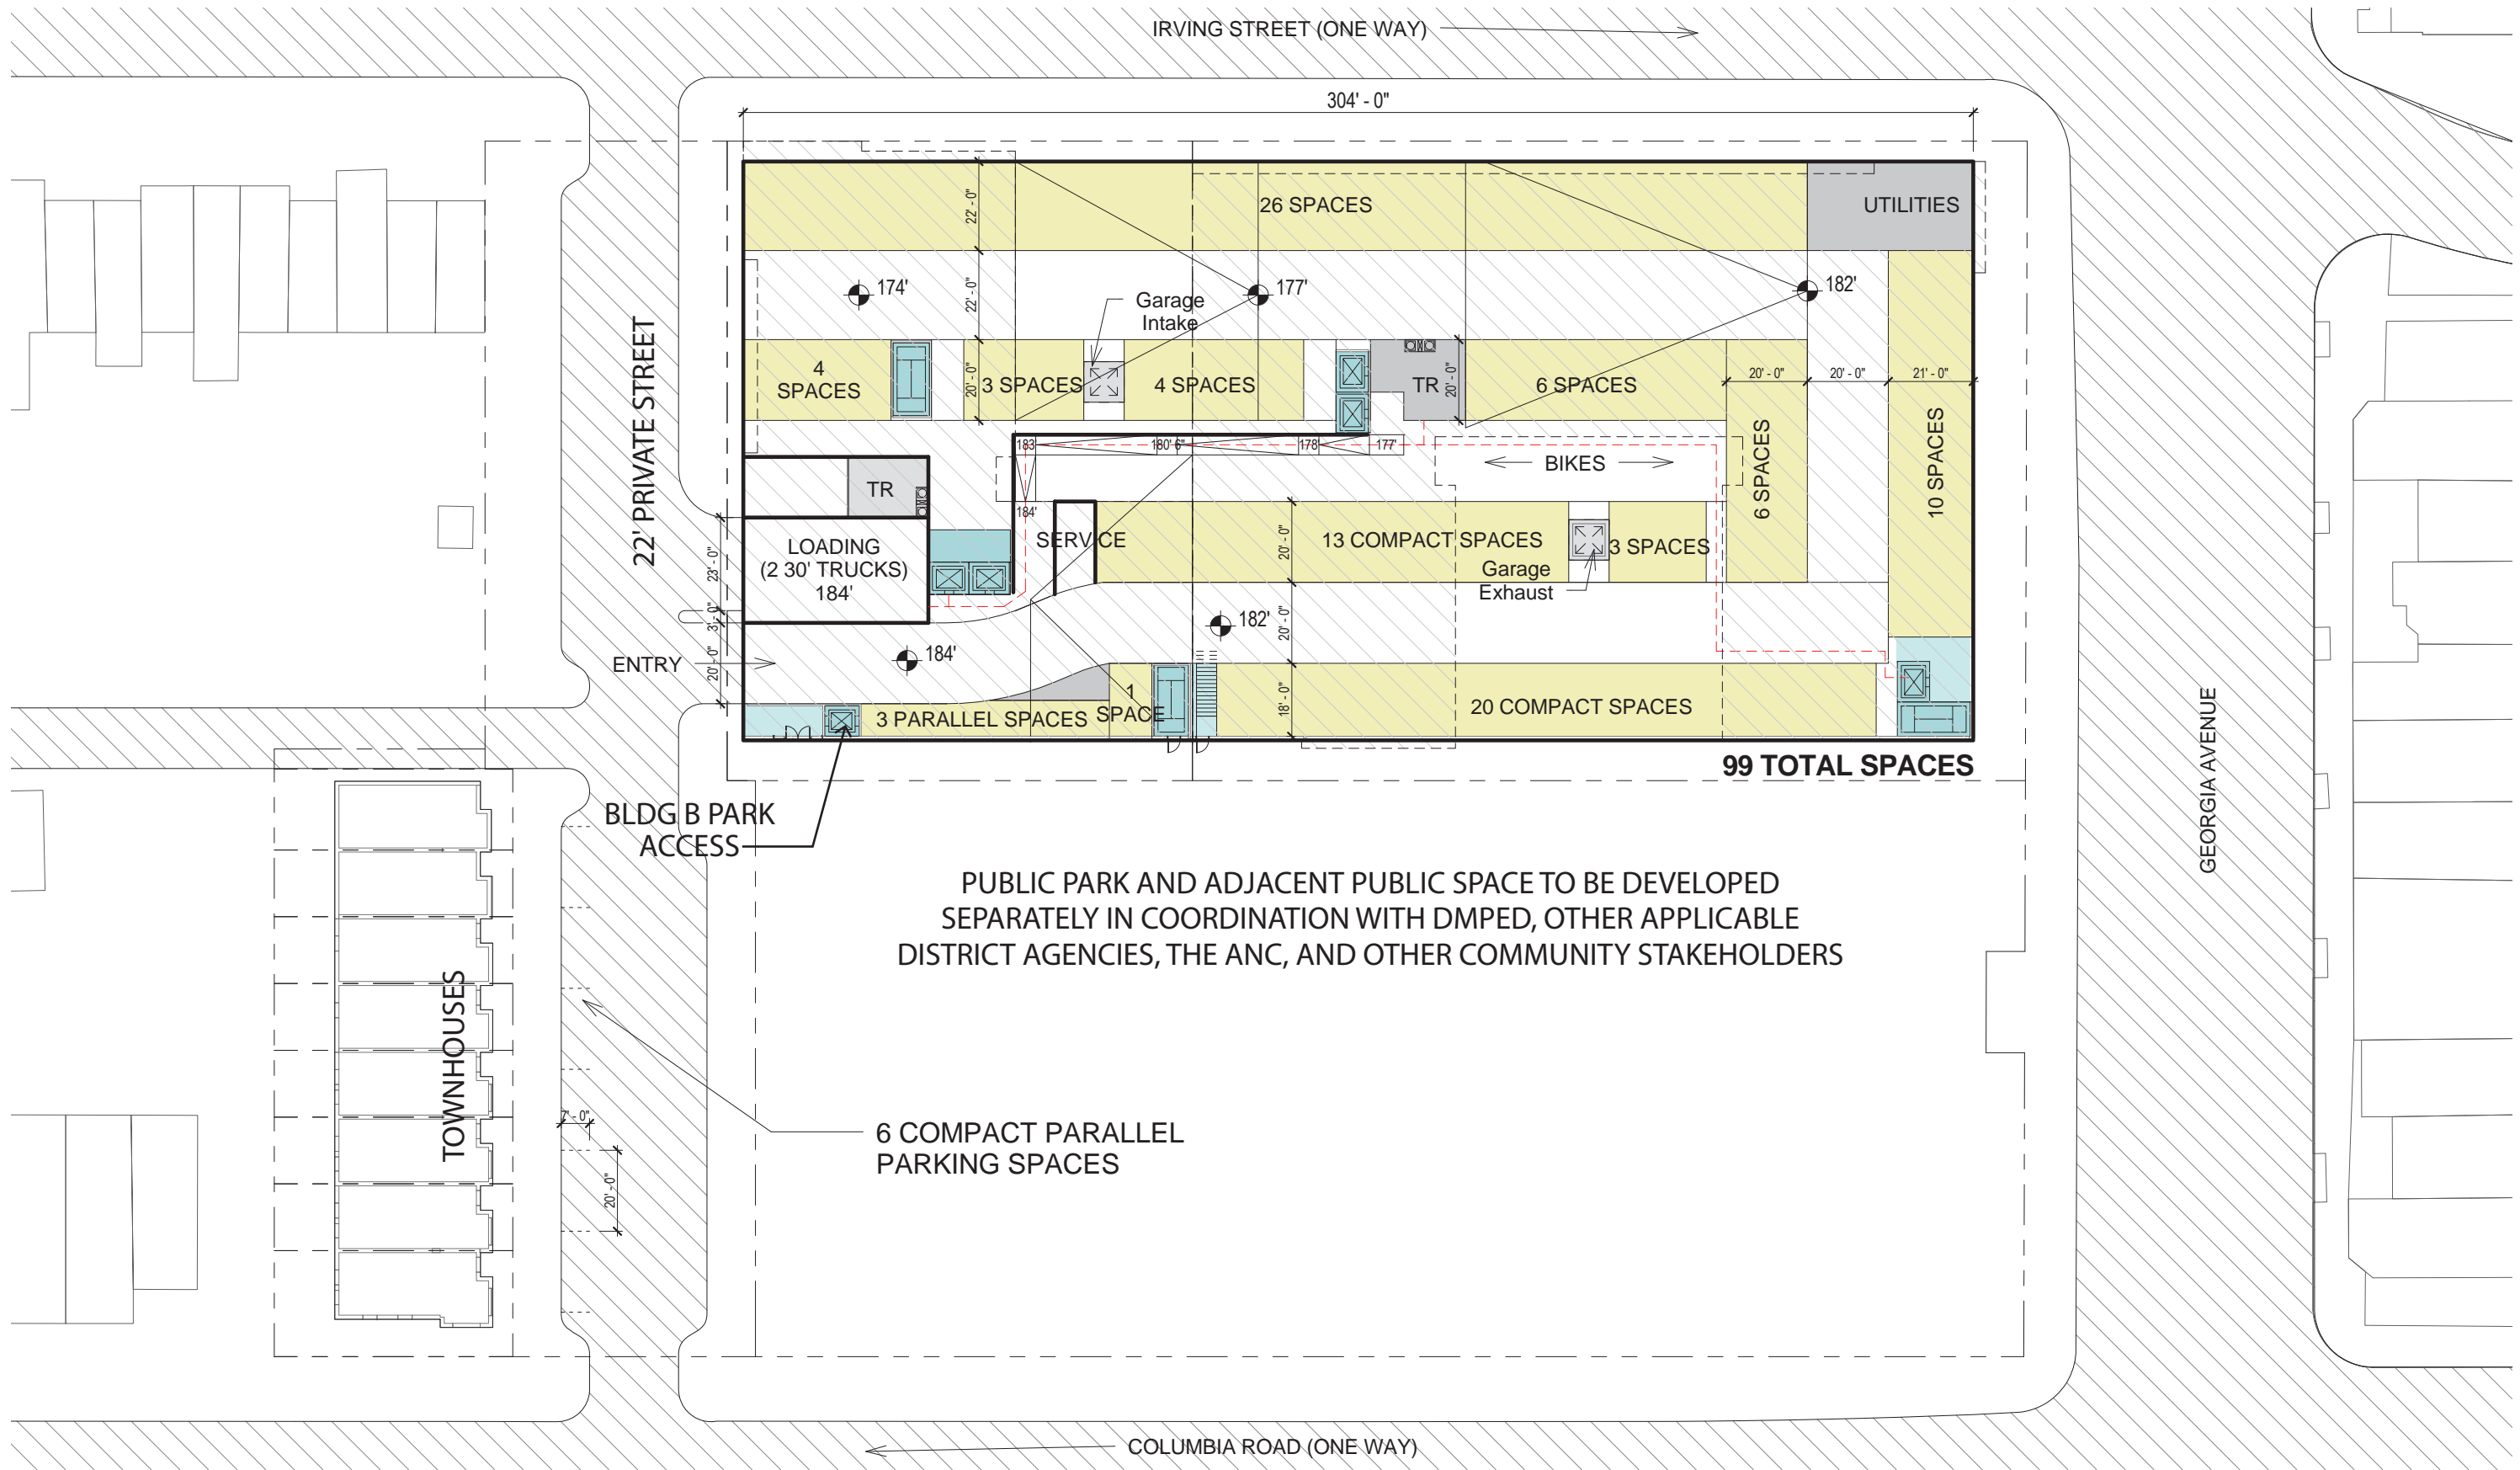 IRVING STREET (ONE WAY)
304' - 0"
22' - 0"
26 SPACES
UTILITIES
174'
22' - 0"
177'
182'
Garage
Intake
22' PRIVATE STREET
4
SPACES
20' - 0"
3 SPACES
4 SPACES
TR
20' - 0"
6 SPACES
20' - 0"
20' - 0"
21' - 0"
183
180' 6"
178
177'
BIKES
6 SPACES
10 SPACES
TR
184'
SERVICE
23' - 0"
LOADING
(2 30' TRUCKS)
184'
20' - 0"
13 COMPACT SPACES
3 SPACES
Garage
Exhaust
3' - 0"
182'
20' - 0"
ENTRY
20' - 0"
184'
1
SPACE
3 PARALLEL SPACES
18' - 0"
20 COMPACT SPACES
99 TOTAL SPACES
GEORGIA AVENUE
BLDG B PARK
ACCESS
PUBLIC PARK AND ADJACENT PUBLIC SPACE TO BE DEVELOPED
SEPARATELY IN COORDINATION WITH DMPED, OTHER APPLICABLE
DISTRICT AGENCIES, THE ANC, AND OTHER COMMUNITY STAKEHOLDERS
TOWNHOUSES
7' - 0"
6 COMPACT PARALLEL
PARKING SPACES
20' - 0"
COLUMBIA ROAD (ONE WAY)